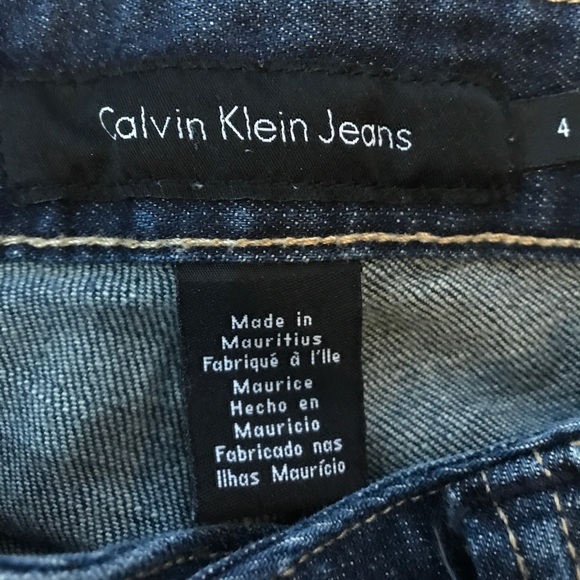 Calvin Klein Jeans
4
Made in
Mauritius
Fabriqué à l'Ile
Maurice
Hecho en
Mauricio
Fabricado nas
Ilhas Maurício